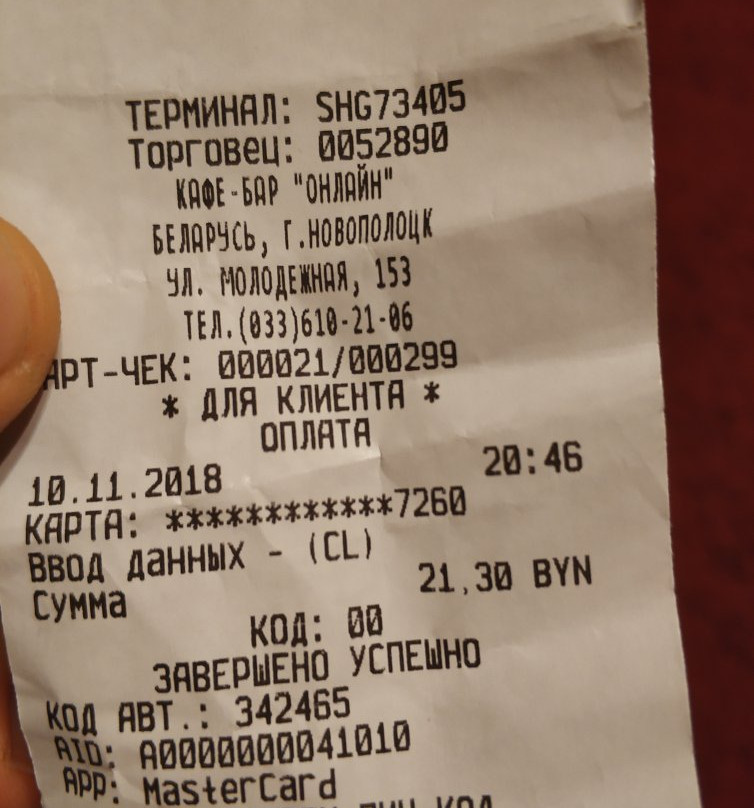 ТЕРМИНАЛ: SHG73405
Торговец: 0052890
КАФЕ-БАР "ОНЛАЙН"
БЕЛАРУСЬ, Г.НОВОПОЛОЦК
УЛ. МОЛОДЕЖНАЯ, 153
ТЕЛ.(033)610-21-06
АРТ-ЧЕК: 000021/000299
* ДЛЯ КЛИЕНТА *
ОПЛАТА
10.11.2018 20:46
КАРТА: ************7260
Ввод данных - (CL)
Сумма 21,30 BYN
КОД: 00
ЗАВЕРШЕНО УСПЕШНО
КОД АВТ.: 342465
AID: A0000000041010
APP: MasterCard